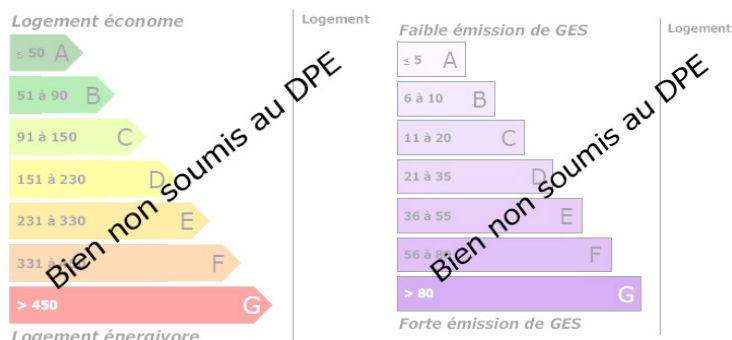 Logement économe
Logement
≤ 50 A
51 à 90 B
91 à 150 C
151 à 230 D
231 à 330 E
331 à F
> 450 G
Logement énergivore
Bien non soumis au DPE
Faible émission de GES
Logement
≤ 5 A
6 à 10 B
11 à 20 C
21 à 35 D
36 à 55 E
56 à 80 F
> 80 G
Forte émission de GES
Bien non soumis au DPE